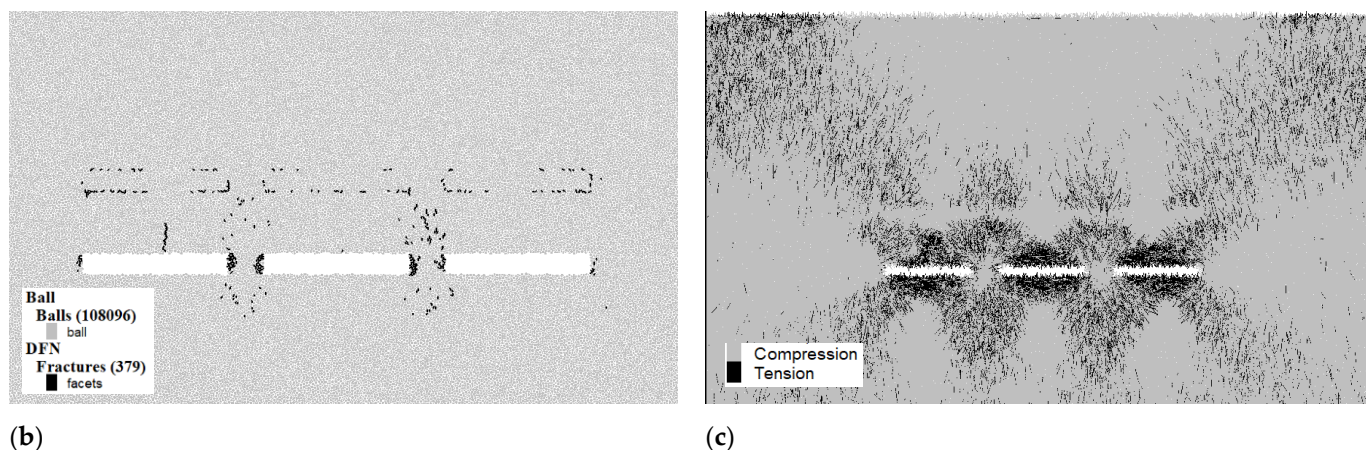 Ball
Balls (108096)
ball
DFN
Fractures (379)
facets
Compression
Tension
(b)
(c)